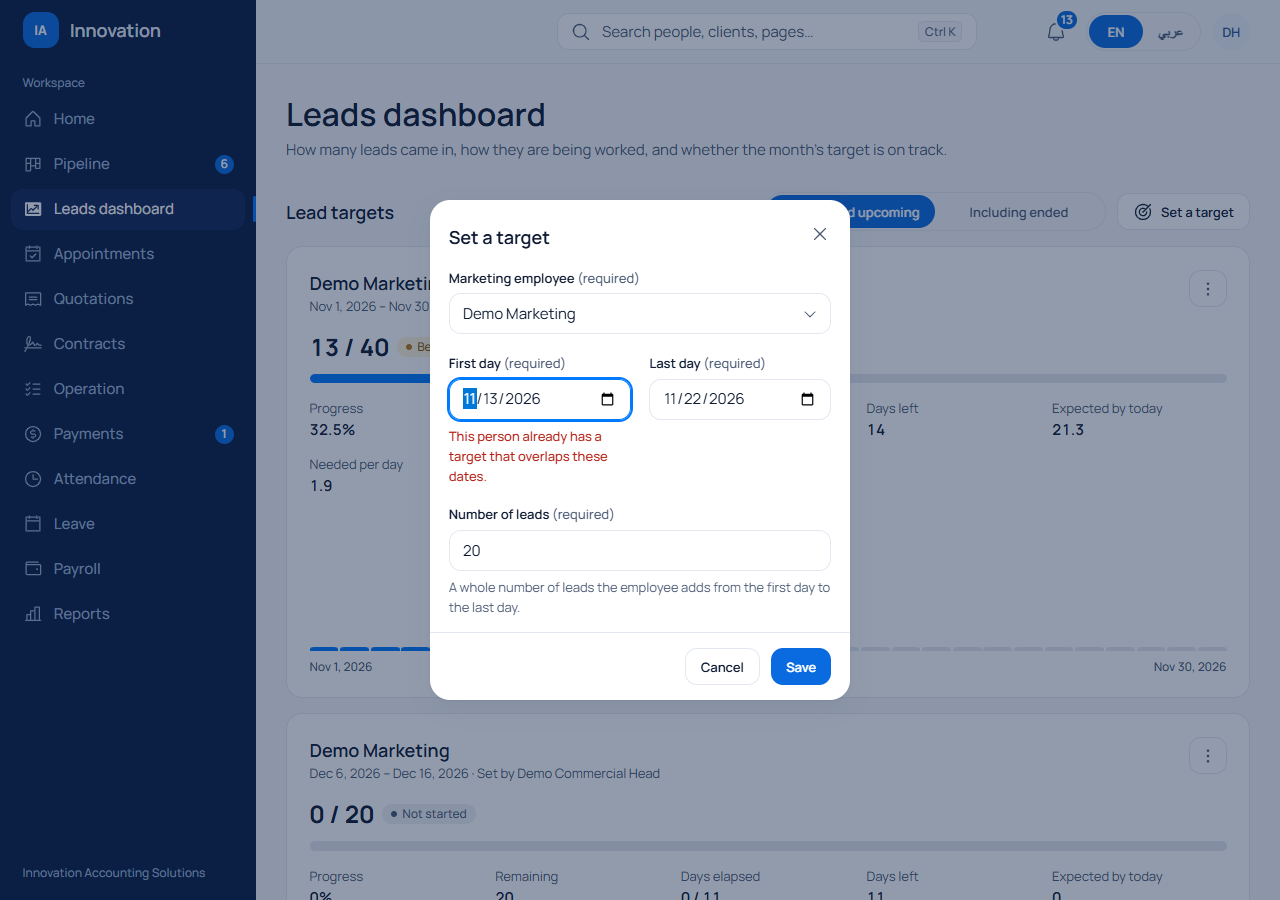 IA Innovation
Search people, clients, pages...
Ctrl K
13
EN
عربي
DH
Workspace
Home
Pipeline 6
Leads dashboard
Appointments
Quotations
Contracts
Operation
Payments 1
Attendance
Leave
Payroll
Reports
Innovation Accounting Solutions
Leads dashboard
How many leads came in, how they are being worked, and whether the month's target is on track.
Lead targets
upcoming
Including ended
Set a target
Demo
Nov 1, 2026 – Nov 30
13 / 40
Progress
32.5%
Days left
14
Expected by today
21.3
Needed per day
1.9
Nov 1, 2026
Nov 30, 2026
Set a target
Marketing employee (required)
Demo Marketing
First day (required)
11/13/2026
Last day (required)
11/22/2026
This person already has a
target that overlaps these
dates.
Number of leads (required)
20
A whole number of leads the employee adds from the first day to
the last day.
Cancel
Save
Demo Marketing
Dec 6, 2026 – Dec 16, 2026 · Set by Demo Commercial Head
0 / 20
Not started
Progress
0%
Remaining
20
Days elapsed
0 / 11
Days left
11
Expected by today
0